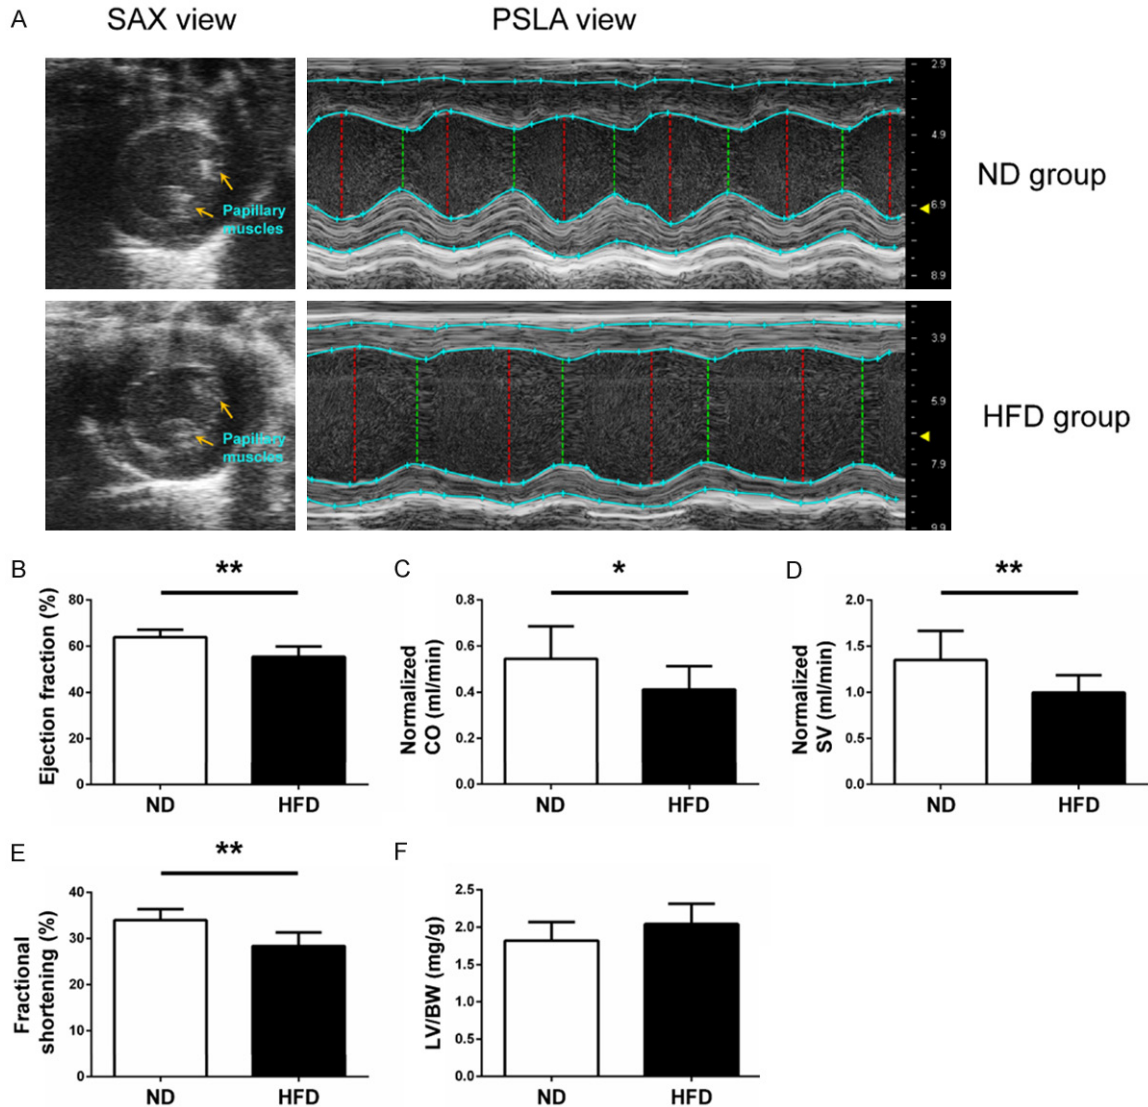 A
SAX view
PSLA view
Papillary
muscles
2.9
4.9
6.9
8.9
ND group
Papillary
muscles
3.9
5.9
7.9
9.9
HFD group
B
**
Ejection fraction (%)
80
60
40
20
0
ND
HFD
C
*
Normalized
CO (ml/min)
0.8
0.6
0.4
0.2
0.0
ND
HFD
D
**
Normalized
SV (ml/min)
2.0
1.5
1.0
0.5
0.0
ND
HFD
E
**
Fractional
shortening (%)
40
30
20
10
0
ND
HFD
F
LV/BW (mg/g)
2.5
2.0
1.5
1.0
0.5
0.0
ND
HFD